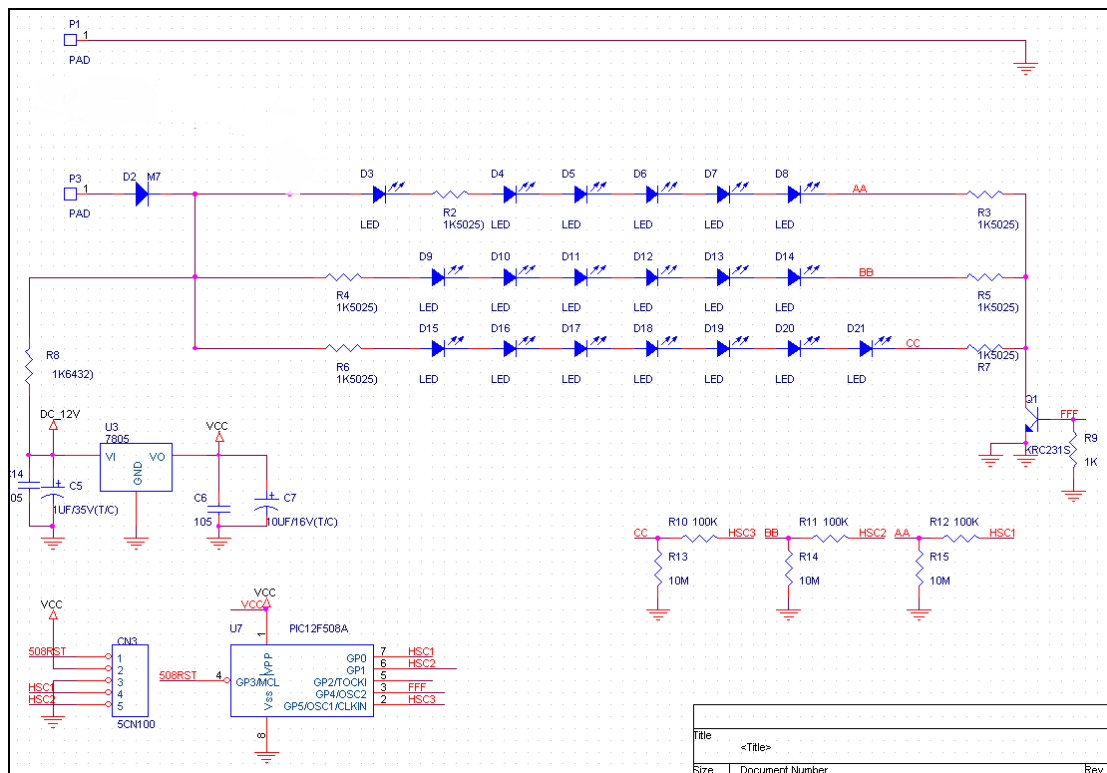 P1
1
PAD
P3
1
D2 M7
PAD
D3
LED
R2
1K5025)
D4
LED
D5
LED
D6
LED
D7
LED
D8
LED
AA
R3
1K5025)
R4
1K5025)
D9
LED
D10
LED
D11
LED
D12
LED
D13
LED
D14
LED
BB
R5
1K5025)
R6
1K5025)
D15
LED
D16
LED
D17
LED
D18
LED
D19
LED
D20
LED
D21
LED
CC
1K5025)
R7
R8
1K6432)
Q1
FFF
KRC231S
R9
1K
DC_12V
U3
7805
VI
VO
GND
VCC
C5
1UF/35V(T/C)
C6
105
C7
10UF/16V(T/C)
CC
R10 100K
HSC3
R13
10M
BB
R11 100K
HSC2
R14
10M
AA
R12 100K
HSC1
R15
10M
VCC
CN3
508RST
1
2
3
HSC1
4
HSC2
5
5CN100
VCC
VCC
U7
PIC12F508A
1
VPP
508RST
4
GP3/MCL
Vss
8
GP0
7
HSC1
GP1
6
HSC2
GP2/TOCKI
5
GP4/OSC2
3
FFF
GP5/OSC1/CLKIN
2
HSC3
Title
<Title>
Size
Document Number
Rev